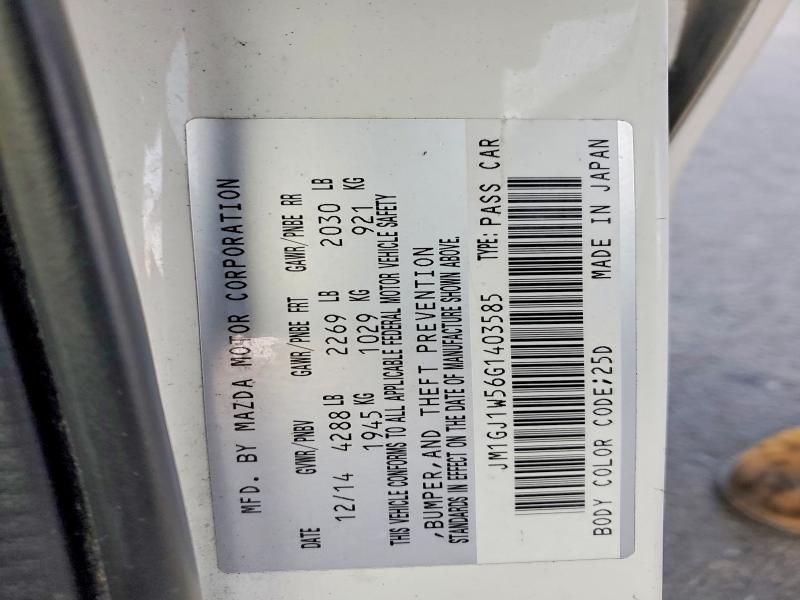 MFD. BY MAZDA MOTOR CORPORATION
DATE GVWR/PNBV GAWR/PNBE FRT GAWR/PNBE RR
12/14 4288 LB 2269 LB 2030 LB
1945 KG 1029 KG 921 KG
THIS VEHICLE CONFORMS TO ALL APPLICABLE FEDERAL MOTOR VEHICLE SAFETY
,BUMPER,AND THEFT PREVENTION
STANDARDS IN EFFECT ON THE DATE OF MANUFACTURE SHOWN ABOVE.
JM1GJ1W56G1403585 TYPE: PASS CAR
BODY COLOR CODE;25D MADE IN JAPAN